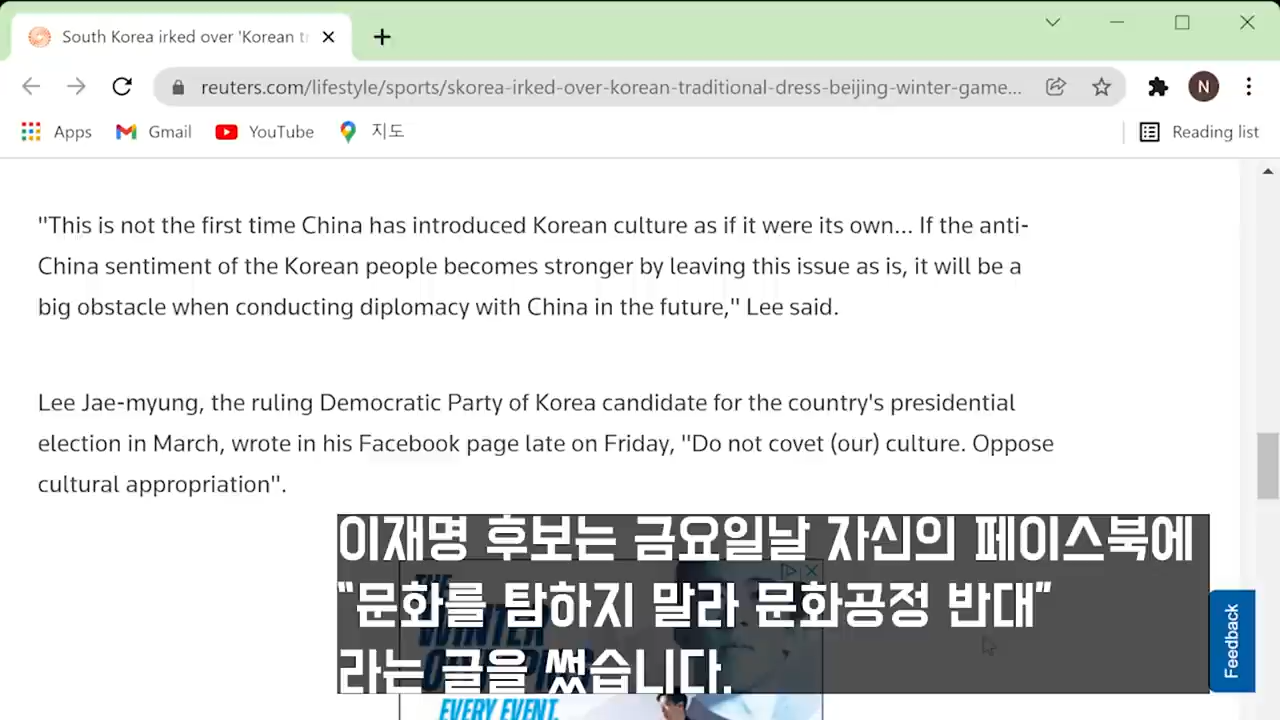 South Korea irked over 'Korean tr
reuters.com/lifestyle/sports/skorea-irked-over-korean-traditional-dress-beijing-winter-game...
N
Apps Gmail YouTube 지도 Reading list
"This is not the first time China has introduced Korean culture as if it were its own... If the anti-
China sentiment of the Korean people becomes stronger by leaving this issue as is, it will be a
big obstacle when conducting diplomacy with China in the future," Lee said.
Lee Jae-myung, the ruling Democratic Party of Korea candidate for the country's presidential
election in March, wrote in his Facebook page late on Friday, "Do not covet (our) culture. Oppose
cultural appropriation".
이재명 후보는 금요일날 자신의 페이스북에
"문화를 탐하지 말라 문화공정 반대"
라는 글을 썼습니다.
THE
WINTER
EVERY EVENT.
Feedback